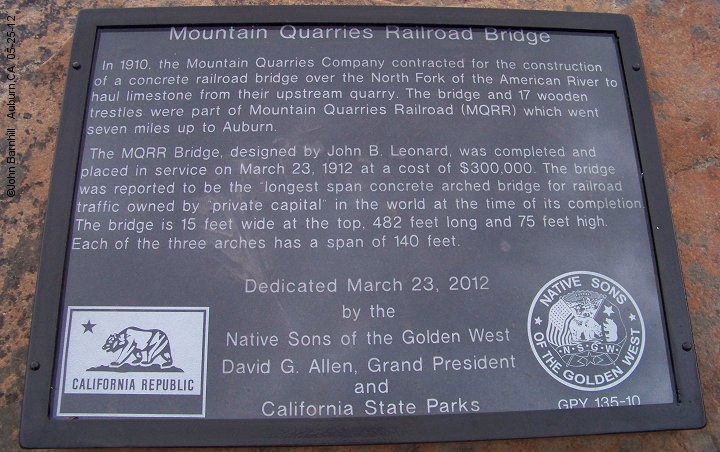 Mountain Quarries Railroad Bridge
In 1910, the Mountain Quarries Company contracted for the construction
of a concrete railroad bridge over the North Fork of the American River to
haul limestone from their upstream quarry. The bridge and 17 wooden
trestles were part of Mountain Quarries Railroad (MQRR) which went
seven miles up to Auburn.
The MQRR Bridge, designed by John B. Leonard, was completed and
placed in service on March 23, 1912 at a cost of $300,000. The bridge
was reported to be the "longest span concrete arched bridge for railroad
traffic owned by "private capital" in the world at the time of its completion.
The bridge is 15 feet wide at the top, 482 feet long and 75 feet high.
Each of the three arches has a span of 140 feet.
Dedicated March 23, 2012
by the
Native Sons of the Golden West
David G. Allen, Grand President
and
California State Parks
CALIFORNIA REPUBLIC
NATIVE SONS
N·S·G·W
OF THE GOLDEN WEST
GPY 135-10
©John Barnhill, Auburn,CA, 05-25-12